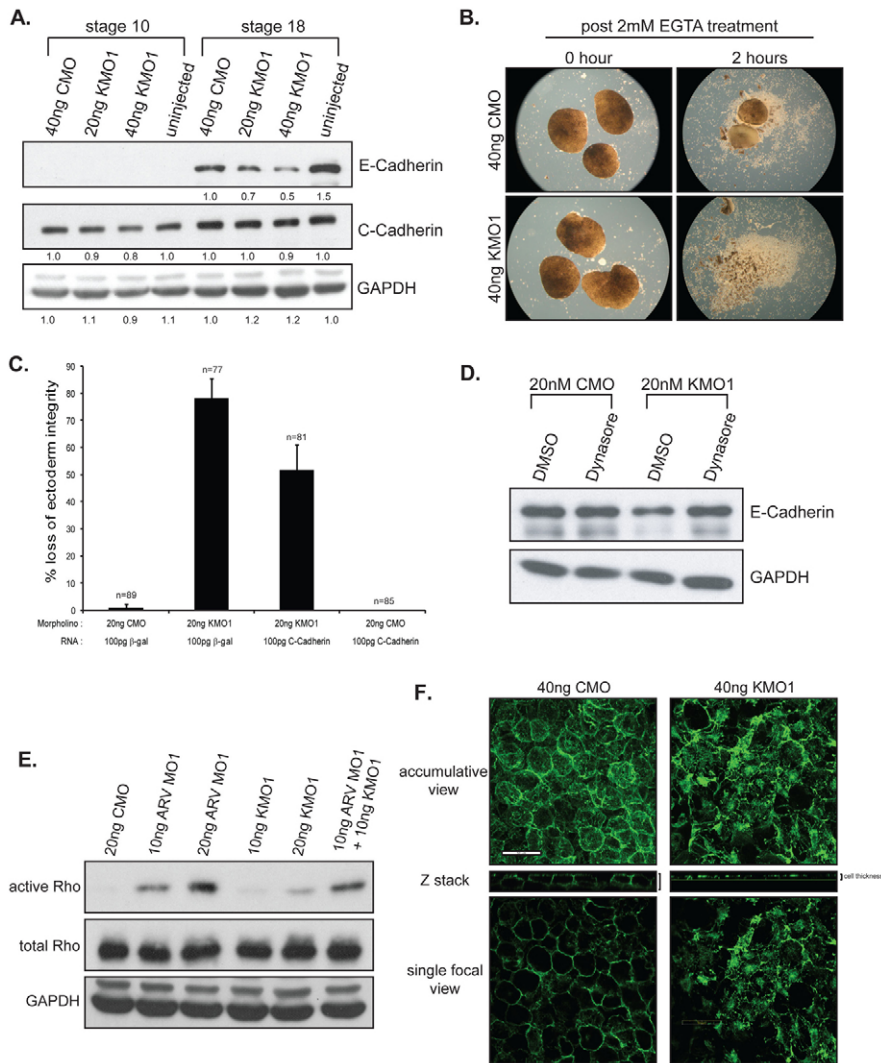 A.
stage 10
stage 18
40ng CMO
20ng KMO1
40ng KMO1
uninjected
40ng CMO
20ng KMO1
40ng KMO1
uninjected
E-Cadherin
1.0 0.7 0.5 1.5
C-Cadherin
1.0 0.9 0.8 1.0 1.0 1.0 0.9 1.0
GAPDH
1.0 1.1 0.9 1.1 1.0 1.2 1.2 1.0
B.
post 2mM EGTA treatment
0 hour
2 hours
40ng CMO
40ng KMO1
C.
% loss of ectoderm integrity
90
80
70
60
50
40
30
20
10
0
n=89
n=77
n=81
n=85
Morpholino : 20ng CMO 20ng KMO1 20ng KMO1 20ng CMO
RNA : 100pg β-gal 100pg β-gal 100pg C-Cadherin 100pg C-Cadherin
D.
20nM CMO
20nM KMO1
DMSO
Dynasore
DMSO
Dynasore
E-Cadherin
GAPDH
E.
20ng CMO
10ng ARV MO1
20ng ARV MO1
10ng KMO1
20ng KMO1
10ng ARV MO1
+ 10ng KMO1
active Rho
total Rho
GAPDH
F.
40ng CMO
40ng KMO1
accumulative
view
Z stack
cell thickness
single focal
view